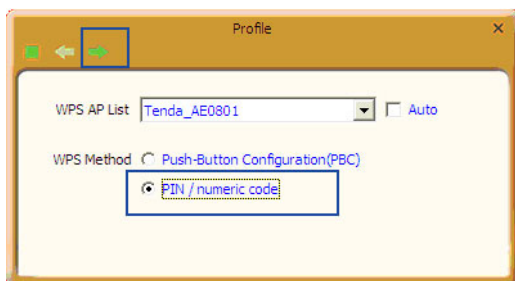 Profile
WPS AP List Tenda_AE0801 Auto
WPS Method Push-Button Configuration(PBC)
PIN / numeric code